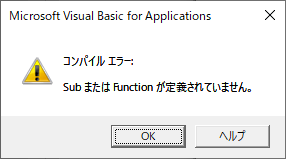 Microsoft Visual Basic for Applications
コンパイル エラー:
Sub または Function が定義されていません。
OK
ヘルプ